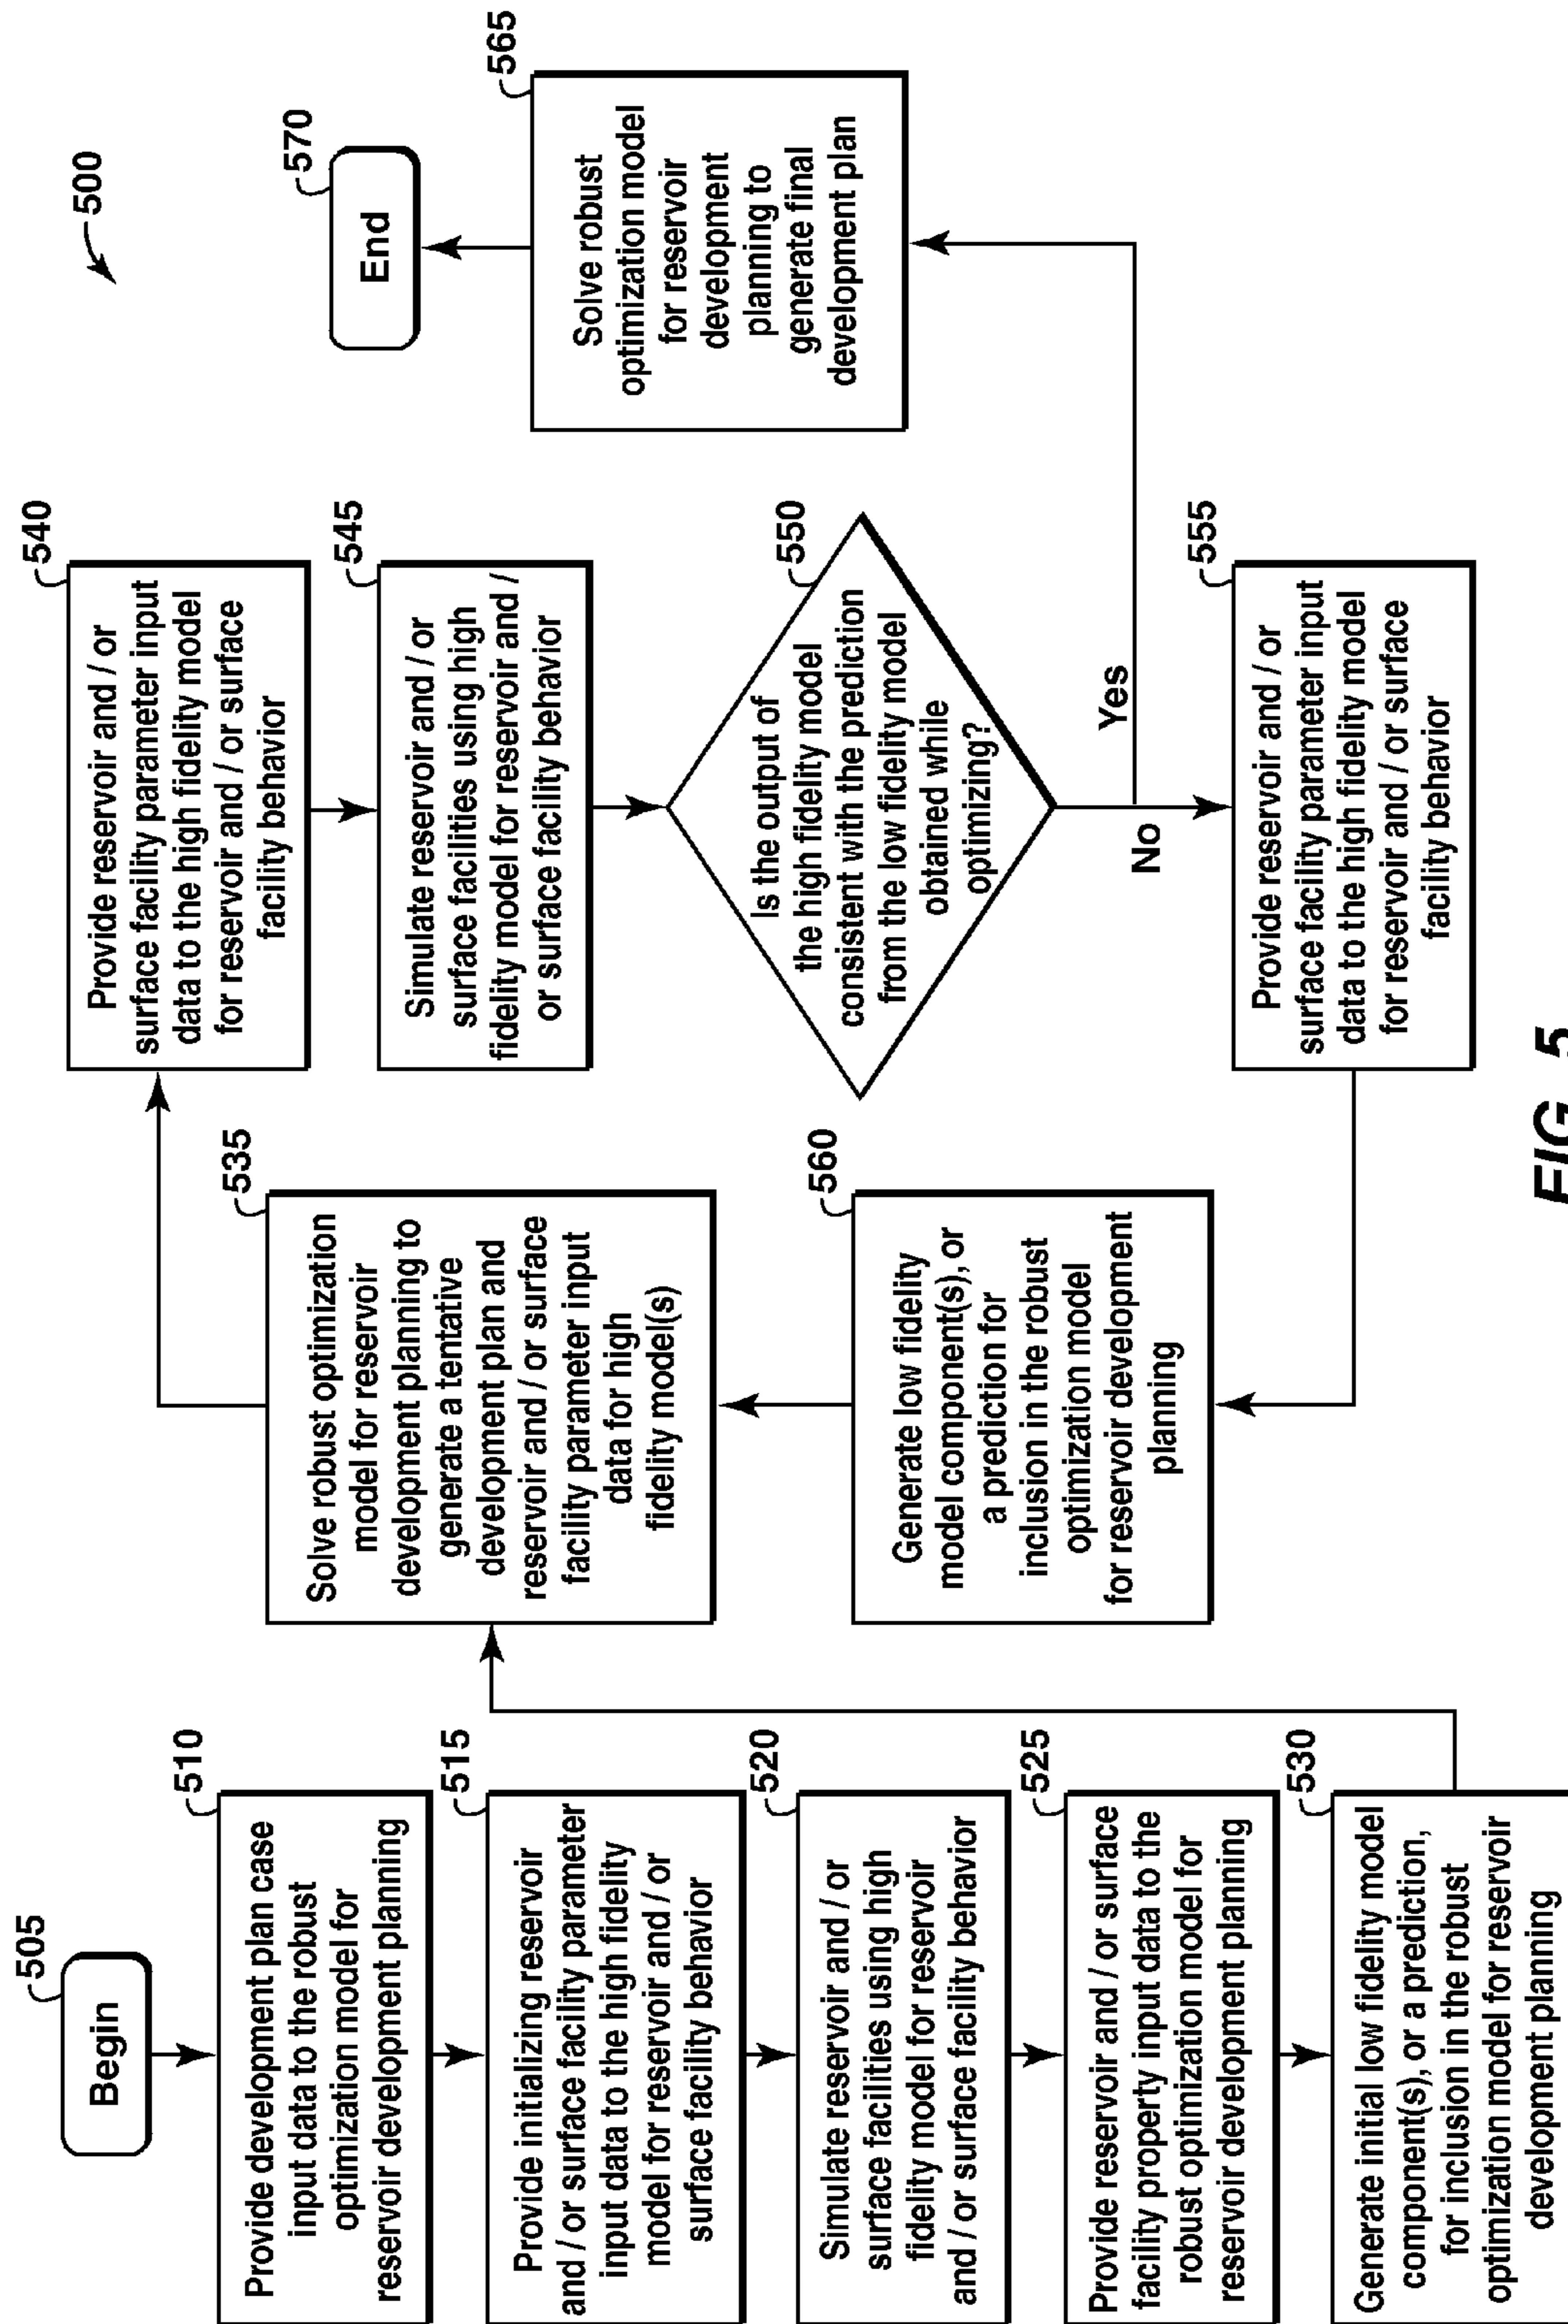 500
505
Begin
510
Provide development plan case
input data to the robust
optimization model for
reservoir development planning
515
Provide initializing reservoir
and / or surface facility parameter
input data to the high fidelity
model for reservoir and / or
surface facility behavior
520
Simulate reservoir and / or
surface facilities using high
fidelity model for reservoir
and / or surface facility behavior
525
Provide reservoir and / or surface
facility property input data to the
robust optimization model for
reservoir development planning
530
Generate initial low fidelity model
component(s), or a prediction,
for inclusion in the robust
optimization model for reservoir
development planning
535
Solve robust optimization
model for reservoir
development planning to
generate a tentative
development plan and
reservoir and / or surface
facility parameter input
data for high
fidelity model(s)
560
Generate low fidelity
model component(s), or
a prediction for
inclusion in the robust
optimization model
for reservoir development
planning
540
Provide reservoir and / or
surface facility parameter input
data to the high fidelity model
for reservoir and / or surface
facility behavior
545
Simulate reservoir and / or
surface facilities using high
fidelity model for reservoir and /
or surface facility behavior
550
Is the output of
the high fidelity model
consistent with the prediction
from the low fidelity model
obtained while
optimizing?
Yes
No
555
Provide reservoir and / or
surface facility parameter input
data to the high fidelity model
for reservoir and / or surface
facility behavior
565
Solve robust
optimization model
for reservoir
development
planning to
generate final
development plan
570
End
FIG. 5